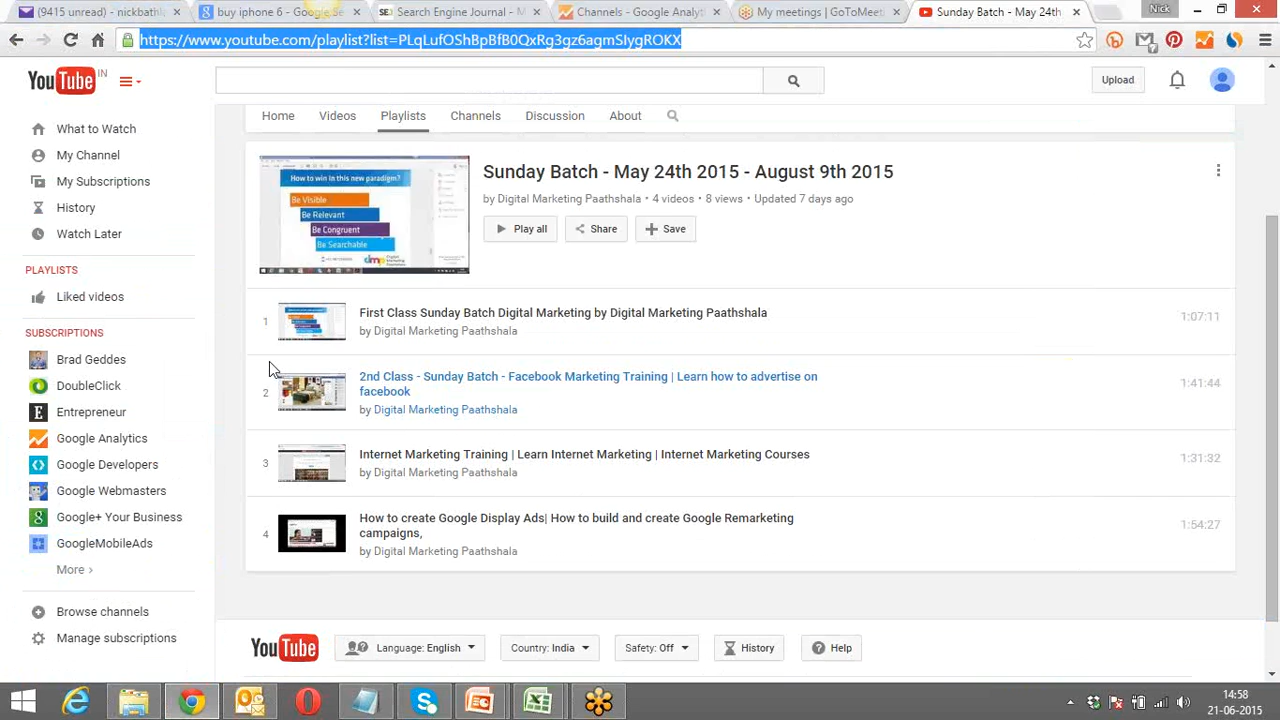 (9415 unread) - nickbathla
buy iphone 6 - Google
Search Engine Journal - M
Channels - Google Analyt
My meetings | GoToMeet
Sunday Batch - May 24th
Nick
https://www.youtube.com/playlist?list=PLqLufOShBpBfB0QxRg3gz6agmSIygROKX
YouTube IN
Upload
Home
Videos
Playlists
Channels
Discussion
About
What to Watch
My Channel
My Subscriptions
History
Watch Later
PLAYLISTS
Liked videos
SUBSCRIPTIONS
Brad Geddes
DoubleClick
Entrepreneur
Google Analytics
Google Developers
Google Webmasters
Google+ Your Business
GoogleMobileAds
More ›
Browse channels
Manage subscriptions
How to win in this new paradigm?
Be Visible
Be Relevant
Be Congruent
Be Searchable
dmp
Sunday Batch - May 24th 2015 - August 9th 2015
by Digital Marketing Paathshala • 4 videos • 8 views • Updated 7 days ago
Play all
Share
Save
1
First Class Sunday Batch Digital Marketing by Digital Marketing Paathshala
by Digital Marketing Paathshala
1:07:11
2
2nd Class - Sunday Batch - Facebook Marketing Training | Learn how to advertise on
facebook
by Digital Marketing Paathshala
1:41:44
3
Internet Marketing Training | Learn Internet Marketing | Internet Marketing Courses
by Digital Marketing Paathshala
1:31:32
4
How to create Google Display Ads| How to build and create Google Remarketing
campaigns,
by Digital Marketing Paathshala
1:54:27
YouTube
Language: English
Country: India
Safety: Off
History
Help
14:58
21-06-2015